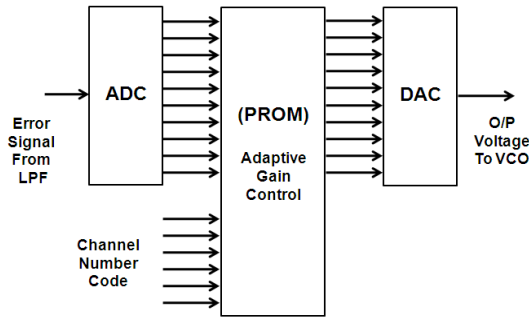 ADC
Error
Signal
From
LPF
(PROM)
Adaptive
Gain
Control
DAC
O/P
Voltage
To VCO
Channel
Number
Code